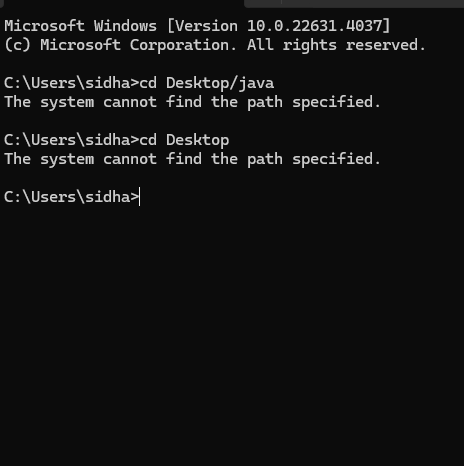 Microsoft Windows [Version 10.0.22631.4037]
(c) Microsoft Corporation. All rights reserved.
C:\Users\sidha>cd Desktop/java
The system cannot find the path specified.
C:\Users\sidha>cd Desktop
The system cannot find the path specified.
C:\Users\sidha>